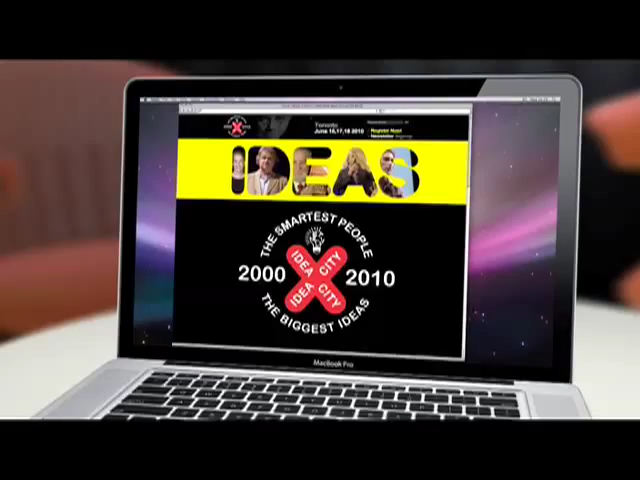 Toronto
June 16,17,18 2010
Register Now!
IDEAS
THE SMARTEST PEOPLE
IDEA CITY
IDEA CITY
2000
2010
THE BIGGEST IDEAS
MacBook Pro